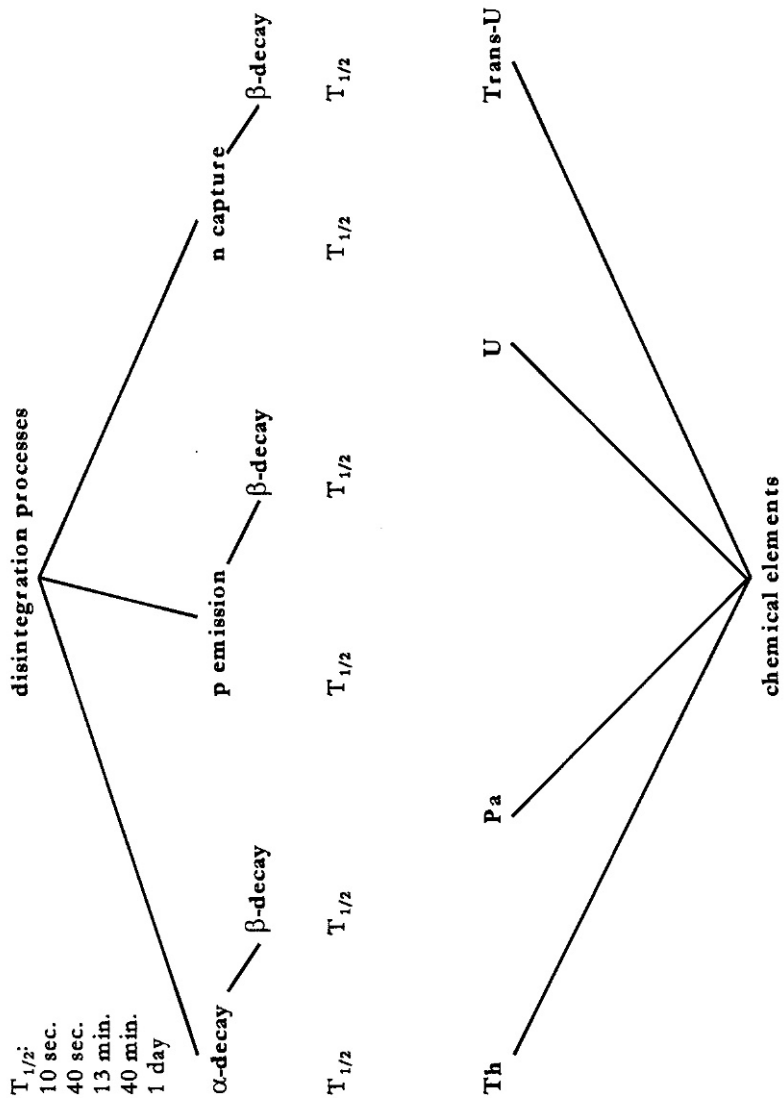 T1/2:
10 sec.
40 sec.
13 min.
40 min.
1 day
disintegration processes
α-decay
β-decay
p emission
β-decay
n capture
β-decay
T1/2 T1/2 T1/2 T1/2 T1/2 T1/2
Th Pa U Trans-U
chemical elements